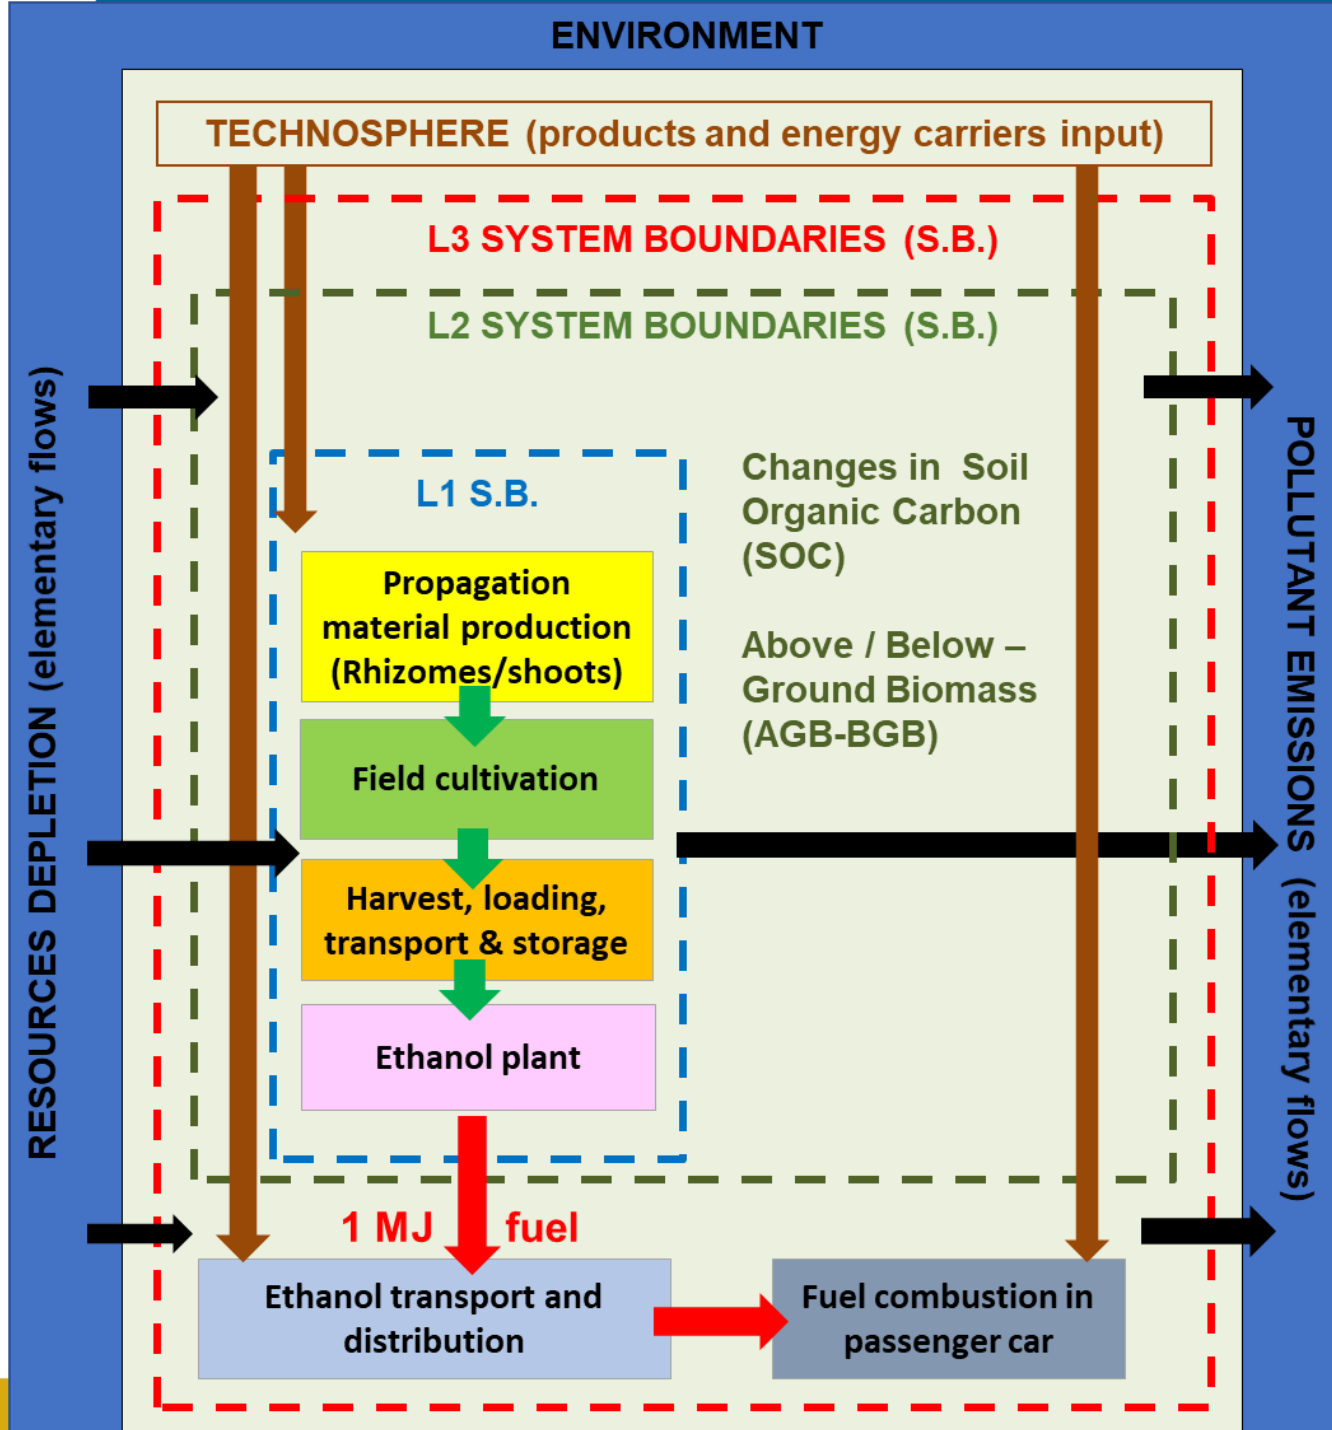 ENVIRONMENT
TECHNOSPHERE (products and energy carriers input)
L3 SYSTEM BOUNDARIES (S.B.)
L2 SYSTEM BOUNDARIES (S.B.)
RESOURCES DEPLETION (elementary flows)
L1 S.B.
Propagation
material production
(Rhizomes/shoots)
Field cultivation
Harvest, loading,
transport & storage
Ethanol plant
Changes in Soil
Organic Carbon
(SOC)
Above / Below –
Ground Biomass
(AGB-BGB)
POLLUTANT EMISSIONS (elementary flows)
1 MJ fuel
Ethanol transport and
distribution
Fuel combustion in
passenger car